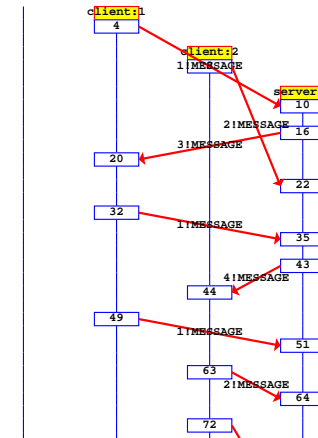 client:1
4
client:2
1!MESSAGE
server
10
2!MESSAGE
16
3!MESSAGE
20
22
32
1!MESSAGE
35
43
4!MESSAGE
44
49
1!MESSAGE
51
63
2!MESSAGE
64
72